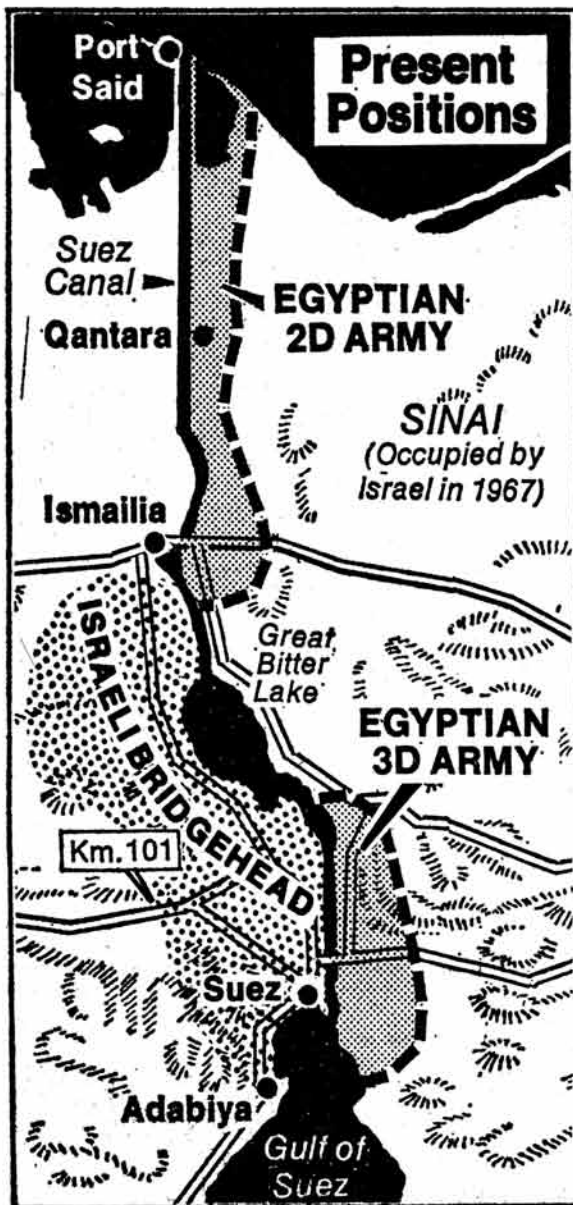 Port
Said
Present
Positions
Suez
Canal
EGYPTIAN
2D ARMY
Qantara
SINAI
(Occupied by
Israel in 1967)
Ismailia
ISRAELI BRIDGEHEAD
Great
Bitter
Lake
EGYPTIAN
3D ARMY
Km. 101
Suez
Adabiya
Gulf of
Suez